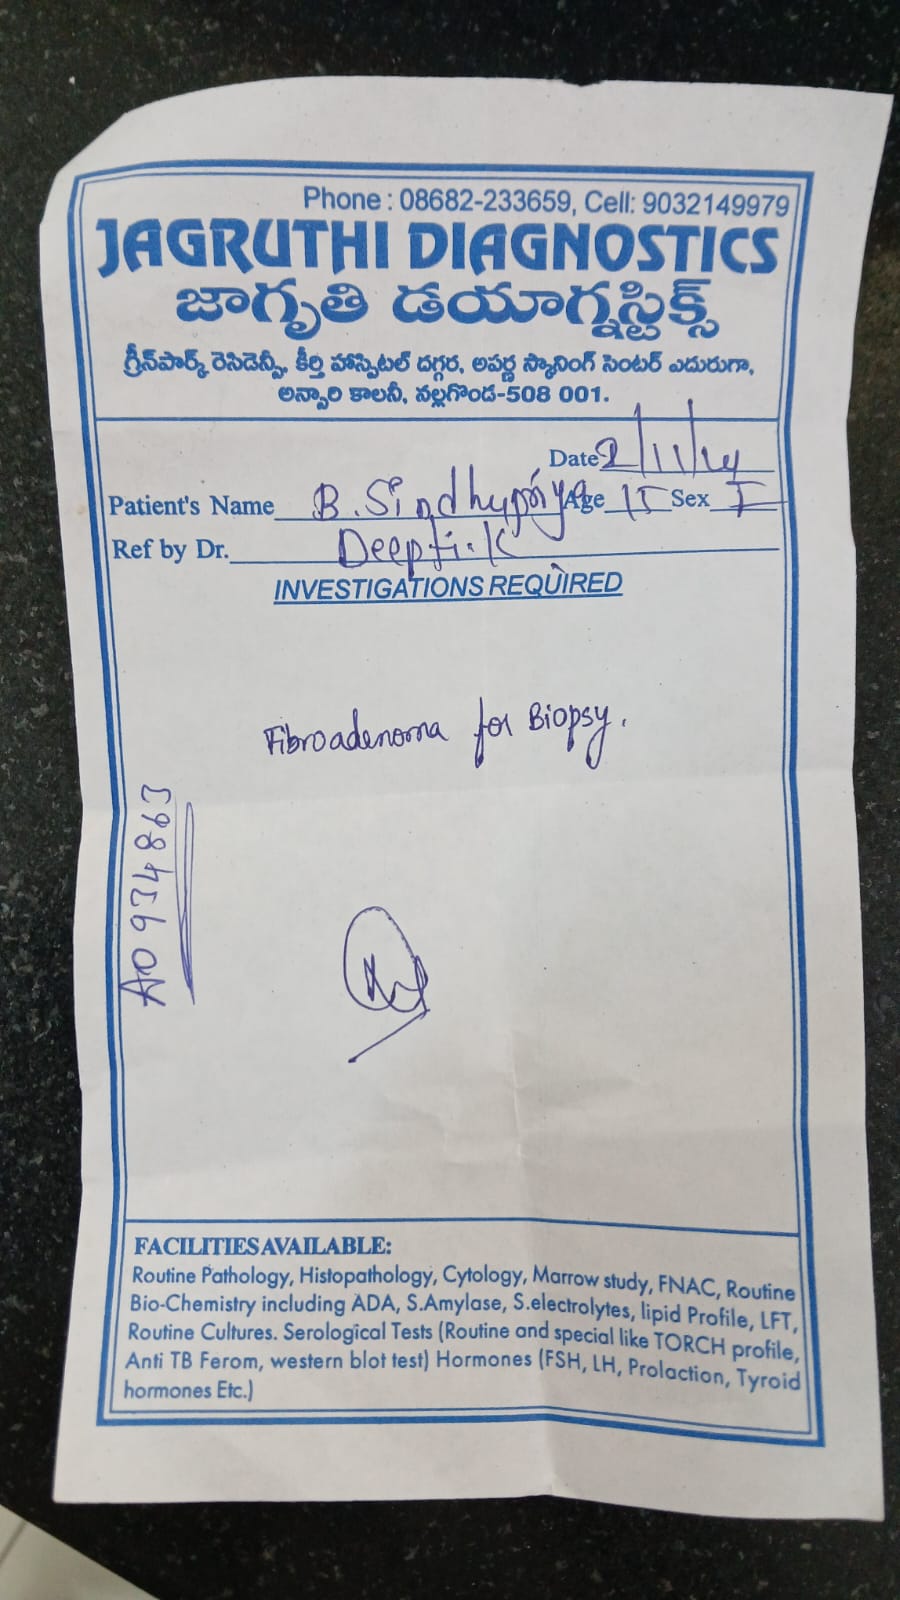 Phone : 08682-233659, Cell: 9032149979
JAGRUTHI DIAGNOSTICS
జాగృతి డయాగ్నస్టిక్స్
గ్రీన్‌పార్క్ రెసిడెన్సీ, కీర్తి హాస్పిటల్ దగ్గర, అపర్ణ స్కానింగ్ సెంటర్ ఎదురుగా,
అన్సారి కాలనీ, నల్లగొండ-508 001.
Date 2/11/24
Patient's Name B. Sindhupriya Age 15 Sex F
Ref by Dr. Deepti.K
INVESTIGATIONS REQUIRED
Fibroadenoma for Biopsy.
A0934863
FACILITIES AVAILABLE:
Routine Pathology, Histopathology, Cytology, Marrow study, FNAC, Routine
Bio-Chemistry including ADA, S.Amylase, S.electrolytes, lipid Profile, LFT,
Routine Cultures. Serological Tests (Routine and special like TORCH profile,
Anti TB Ferom, western blot test) Hormones (FSH, LH, Prolaction, Tyroid
hormones Etc.)